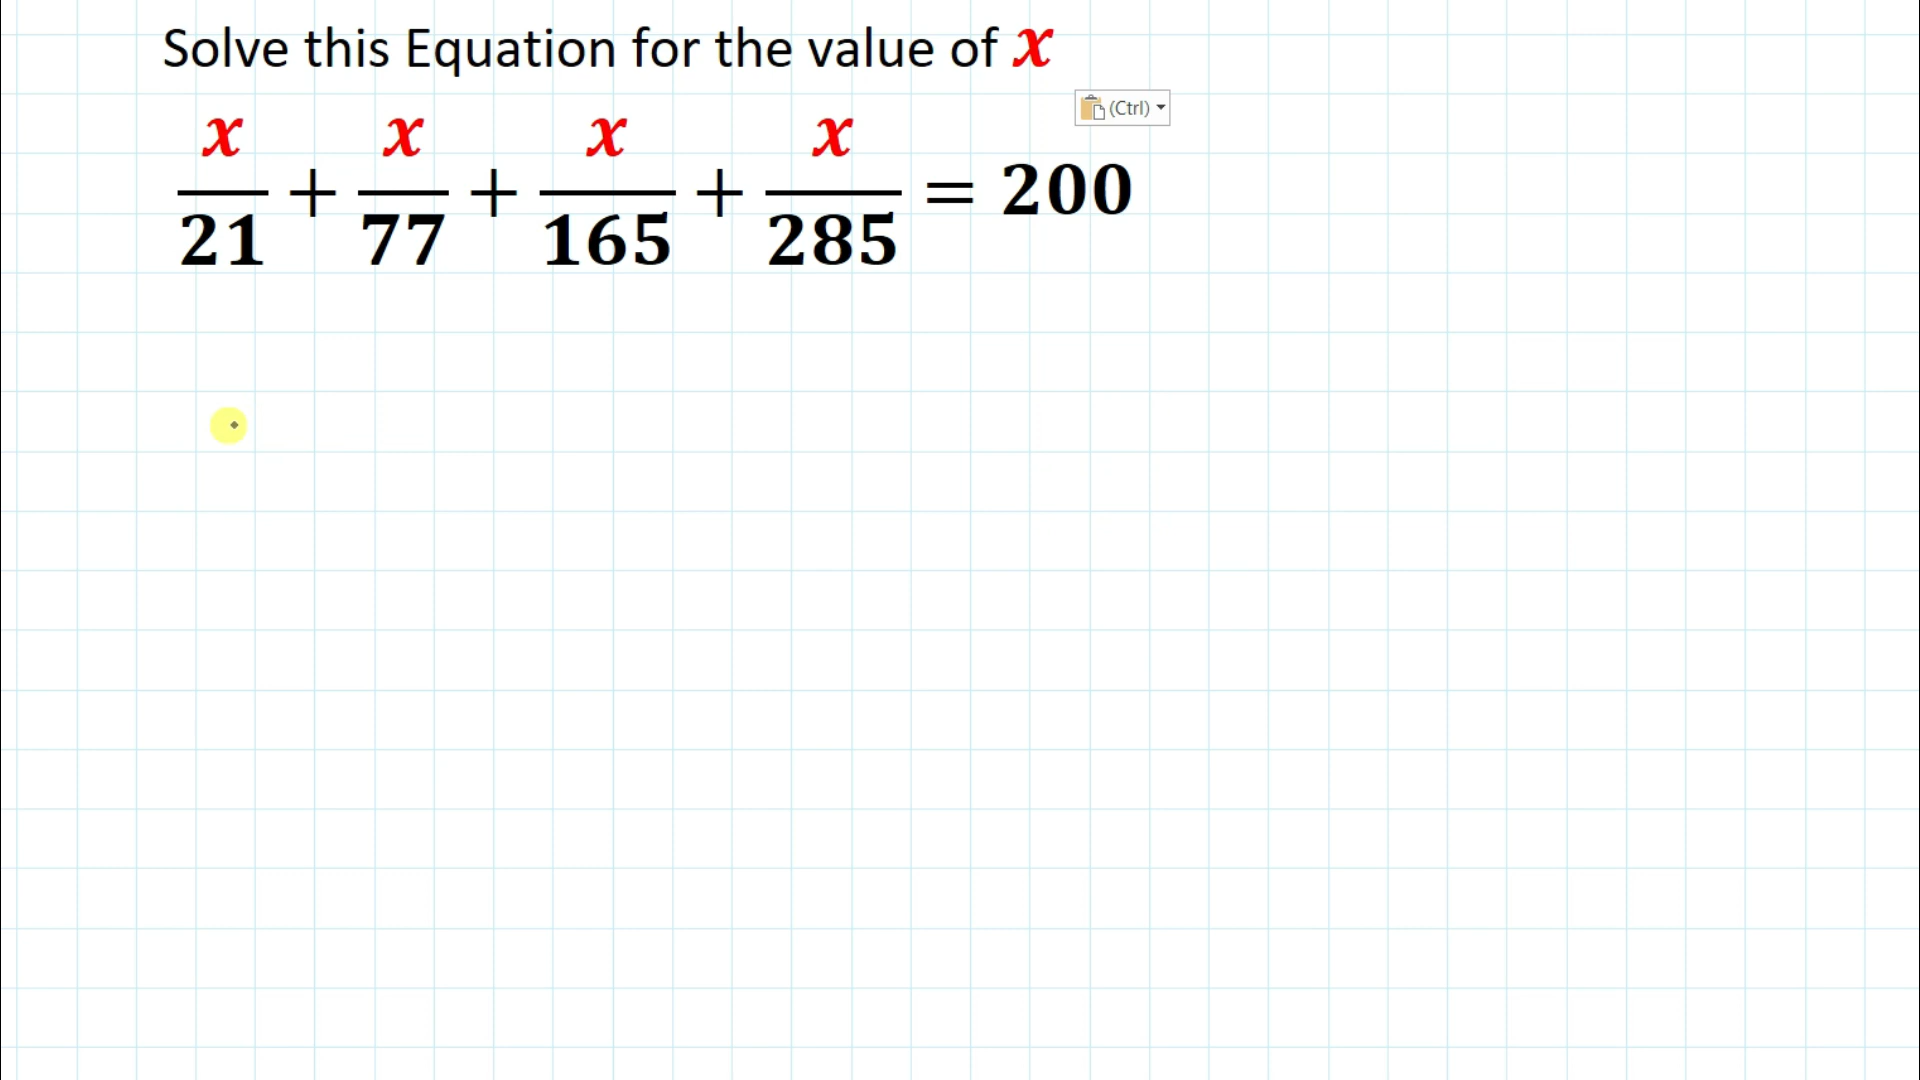 Solve this Equation for the value of x
(Ctrl)
x/21 + x/77 + x/165 + x/285 = 200